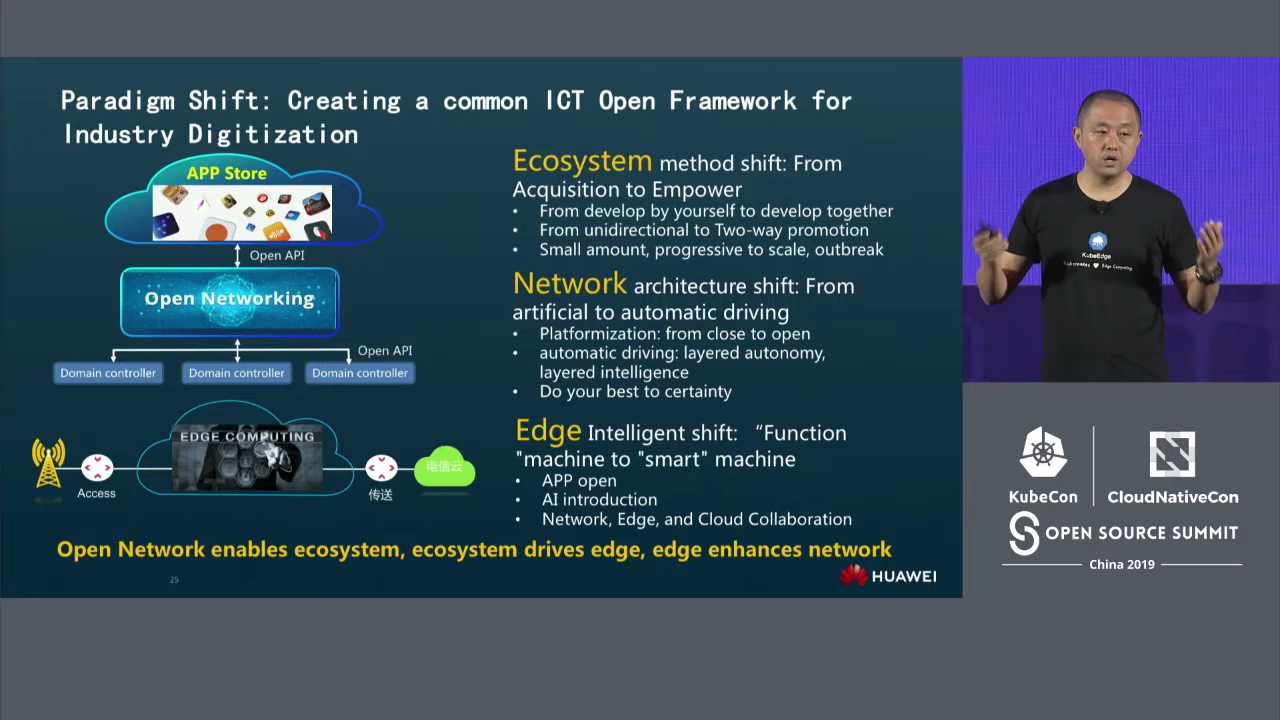 Paradigm Shift: Creating a common ICT Open Framework for
Industry Digitization
APP Store
Open API
Open Networking
Open API
Domain controller
Domain controller
Domain controller
EDGE COMPUTING
Access
传送
电信云
Ecosystem method shift: From
Acquisition to Empower
• From develop by yourself to develop together
• From unidirectional to Two-way promotion
• Small amount, progressive to scale, outbreak
Network architecture shift: From
artificial to automatic driving
• Platformization: from close to open
• automatic driving: layered autonomy,
layered intelligence
• Do your best to certainty
Edge Intelligent shift: “Function
"machine to "smart" machine
• APP open
• AI introduction
• Network, Edge, and Cloud Collaboration
Open Network enables ecosystem, ecosystem drives edge, edge enhances network
25
HUAWEI
KubeEdge
Kubernetes Edge Computing
KubeCon
CloudNativeCon
OPEN SOURCE SUMMIT
China 2019